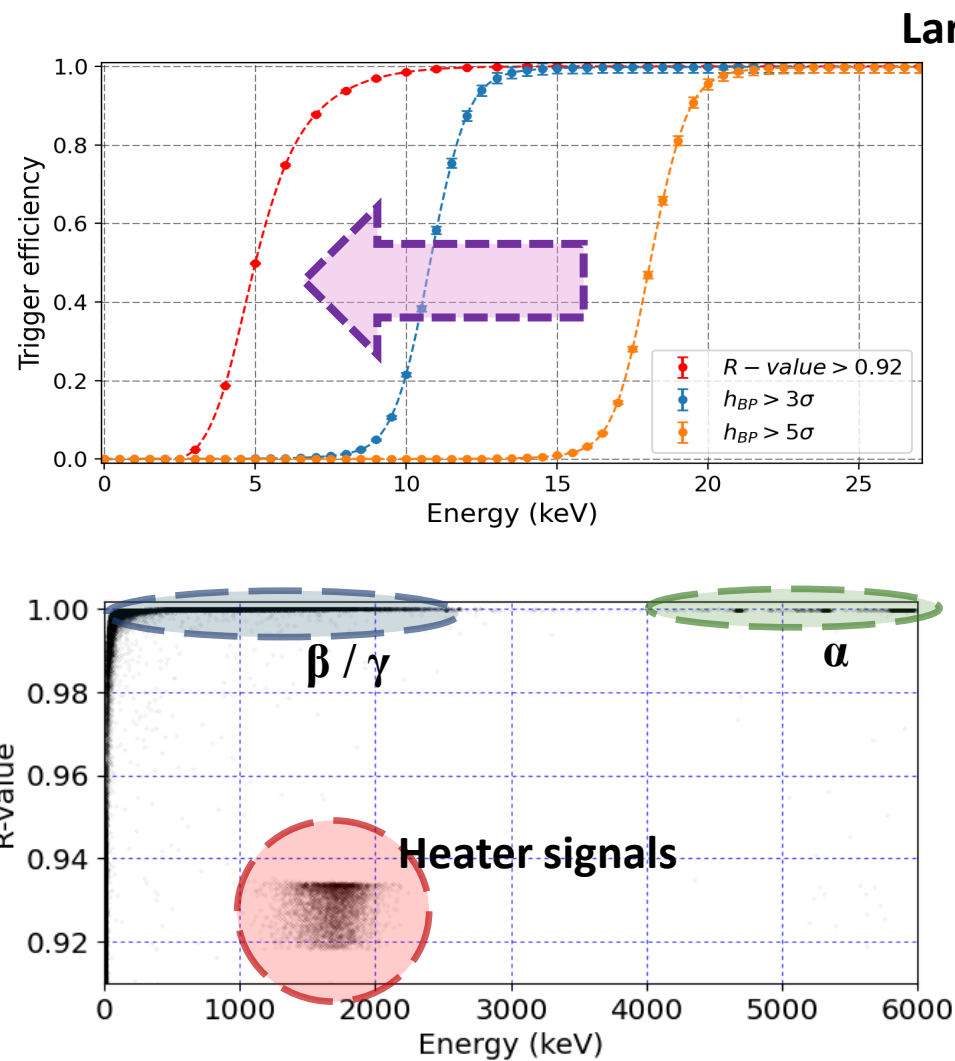 Lar
1.0
0.8
0.6
0.4
0.2
0.0
Trigger efficiency
R − value > 0.92
h_BP > 3σ
h_BP > 5σ
0 5 10 15 20 25
Energy (keV)
1.00
0.98
0.96
0.94
0.92
R-value
β / γ
α
Heater signals
0 1000 2000 3000 4000 5000 6000
Energy (keV)